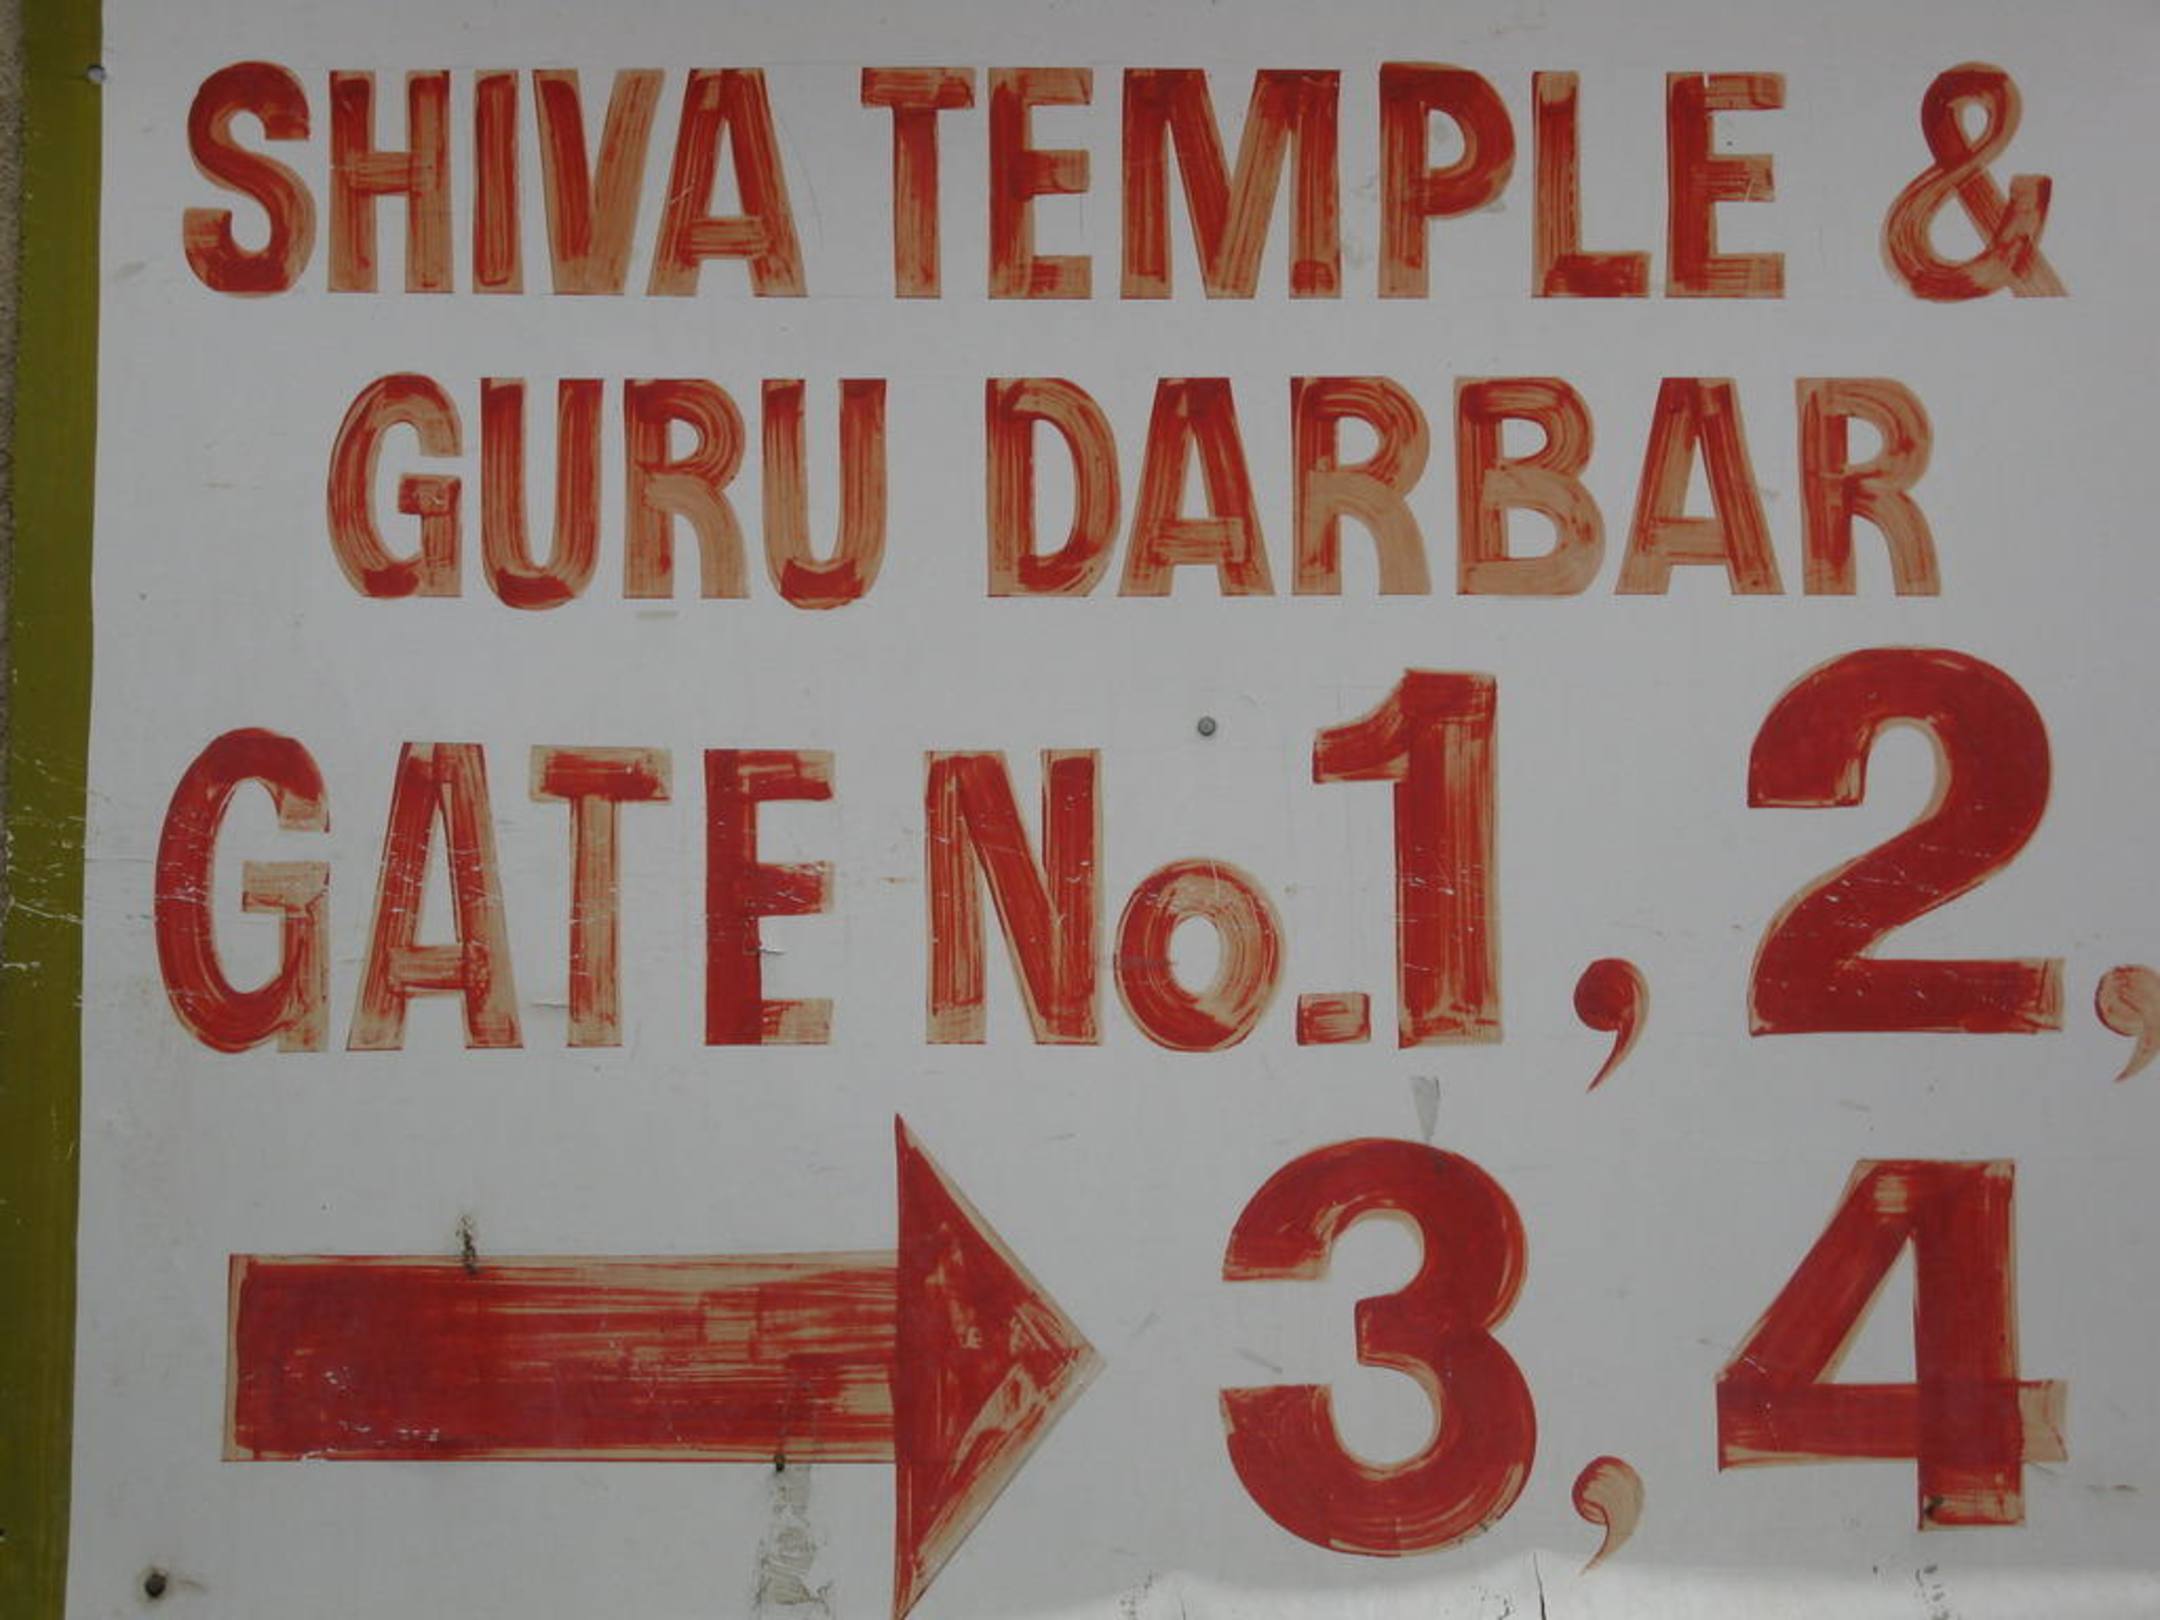 SHIVA TEMPLE &
GURU DARBAR
GATE No. 1, 2,
3, 4